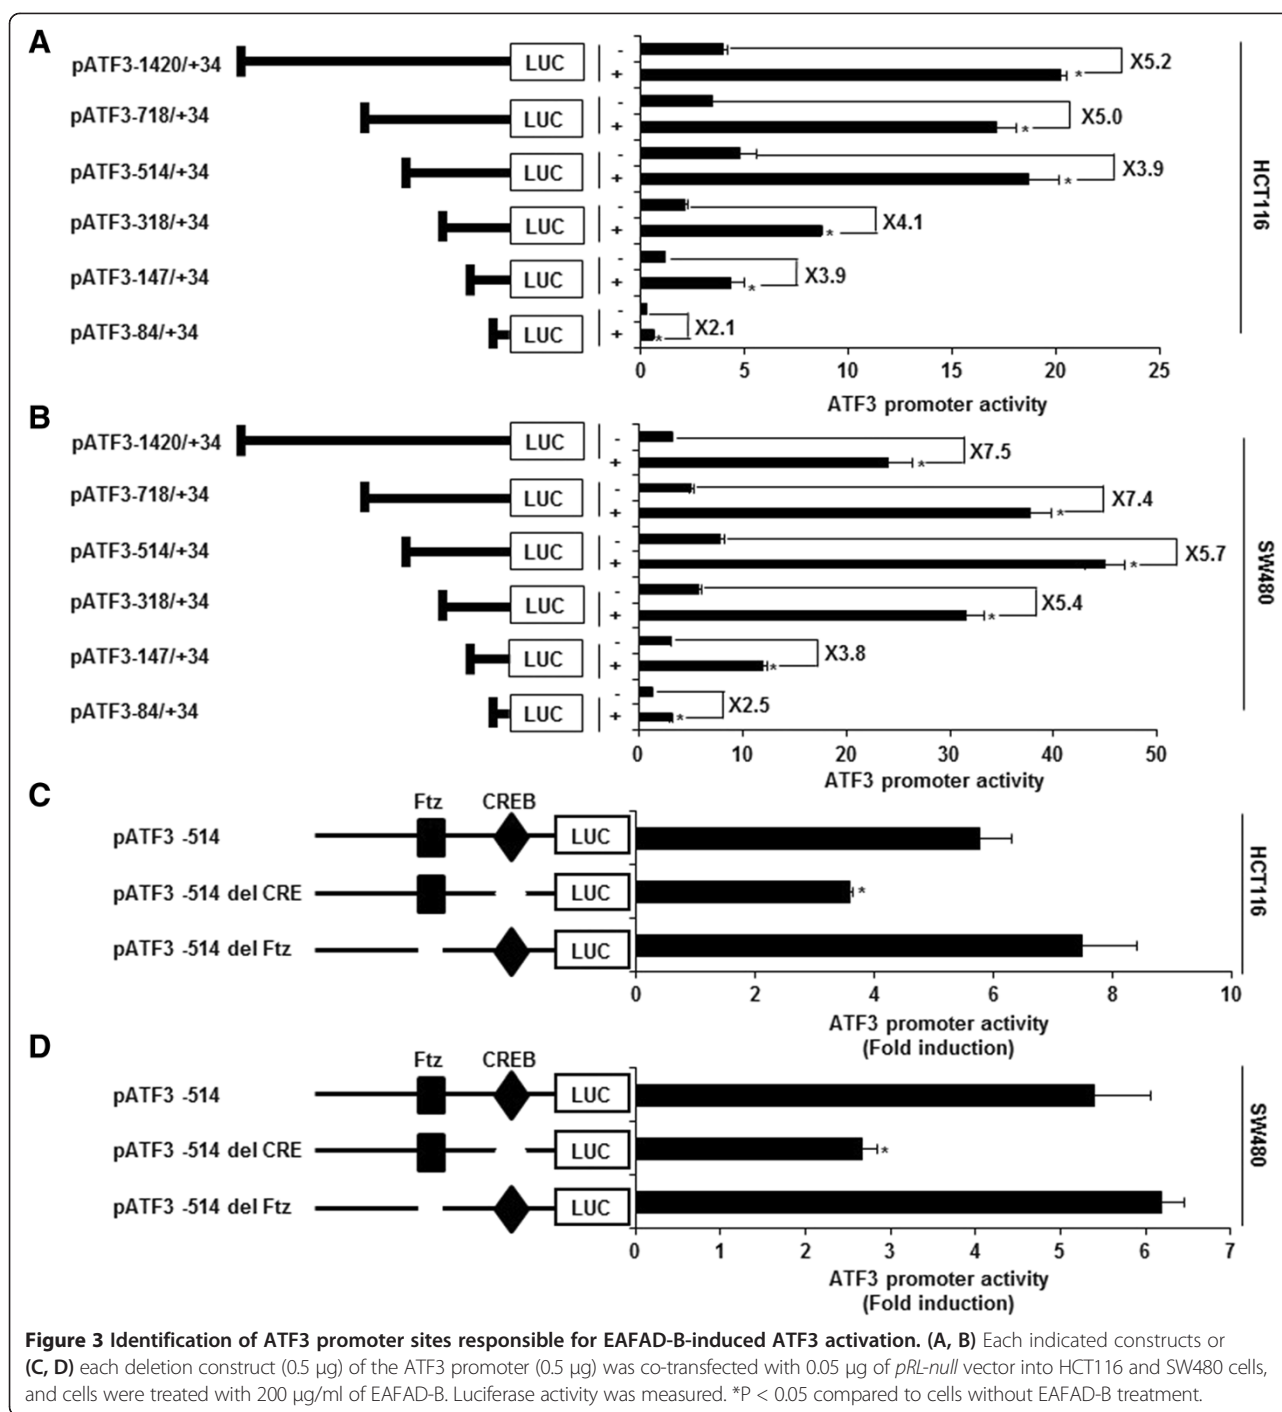 A
pATF3-1420/+34 LUC - + * X5.2
pATF3-718/+34 LUC - + * X5.0
pATF3-514/+34 LUC - + * X3.9
pATF3-318/+34 LUC - + * X4.1
pATF3-147/+34 LUC - + * X3.9
pATF3-84/+34 LUC - + * X2.1
HCT116
0 5 10 15 20 25
ATF3 promoter activity
B
pATF3-1420/+34 LUC - + * X7.5
pATF3-718/+34 LUC - + * X7.4
pATF3-514/+34 LUC - + * X5.7
pATF3-318/+34 LUC - + * X5.4
pATF3-147/+34 LUC - + * X3.8
pATF3-84/+34 LUC - + * X2.5
SW480
0 10 20 30 40 50
ATF3 promoter activity
C
Ftz CREB
pATF3 -514 LUC
pATF3 -514 del CRE LUC *
pATF3 -514 del Ftz LUC
HCT116
0 2 4 6 8 10
ATF3 promoter activity
(Fold induction)
D
Ftz CREB
pATF3 -514 LUC
pATF3 -514 del CRE LUC *
pATF3 -514 del Ftz LUC
SW480
0 1 2 3 4 5 6 7
ATF3 promoter activity
(Fold induction)
Figure 3 Identification of ATF3 promoter sites responsible for EAFAD-B-induced ATF3 activation. (A, B) Each indicated constructs or
(C, D) each deletion construct (0.5 μg) of the ATF3 promoter (0.5 μg) was co-transfected with 0.05 μg of pRL-null vector into HCT116 and SW480 cells,
and cells were treated with 200 μg/ml of EAFAD-B. Luciferase activity was measured. *P < 0.05 compared to cells without EAFAD-B treatment.